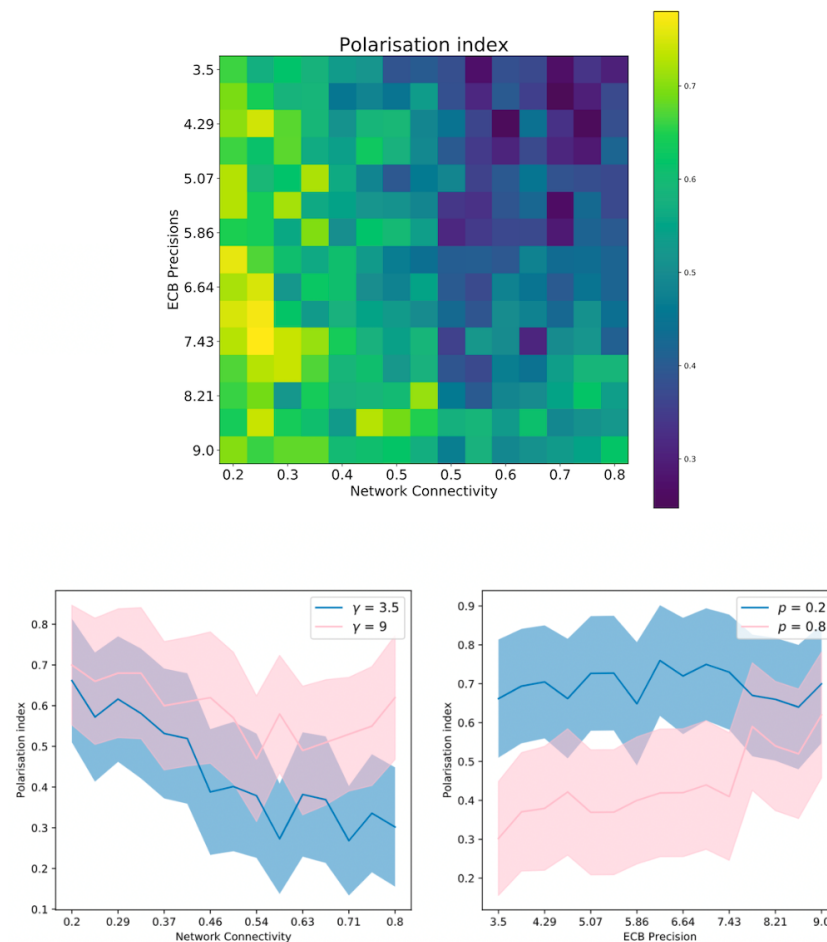 Polarisation index
ECB Precisions
3.5
4.29
5.07
5.86
6.64
7.43
8.21
9.0
0.2 0.3 0.4 0.5 0.5 0.6 0.7 0.8
Network Connectivity
0.7
0.6
0.5
0.4
0.3
Polarisation index
0.8
0.7
0.6
0.5
0.4
0.3
0.2
0.1
γ = 3.5
γ = 9
0.2 0.29 0.37 0.46 0.54 0.63 0.71 0.8
Network Connectivity
Polarisation index
0.9
0.8
0.7
0.6
0.5
0.4
0.3
0.2
p = 0.2
p = 0.8
3.5 4.29 5.07 5.86 6.64 7.43 8.21 9.0
ECB Precision